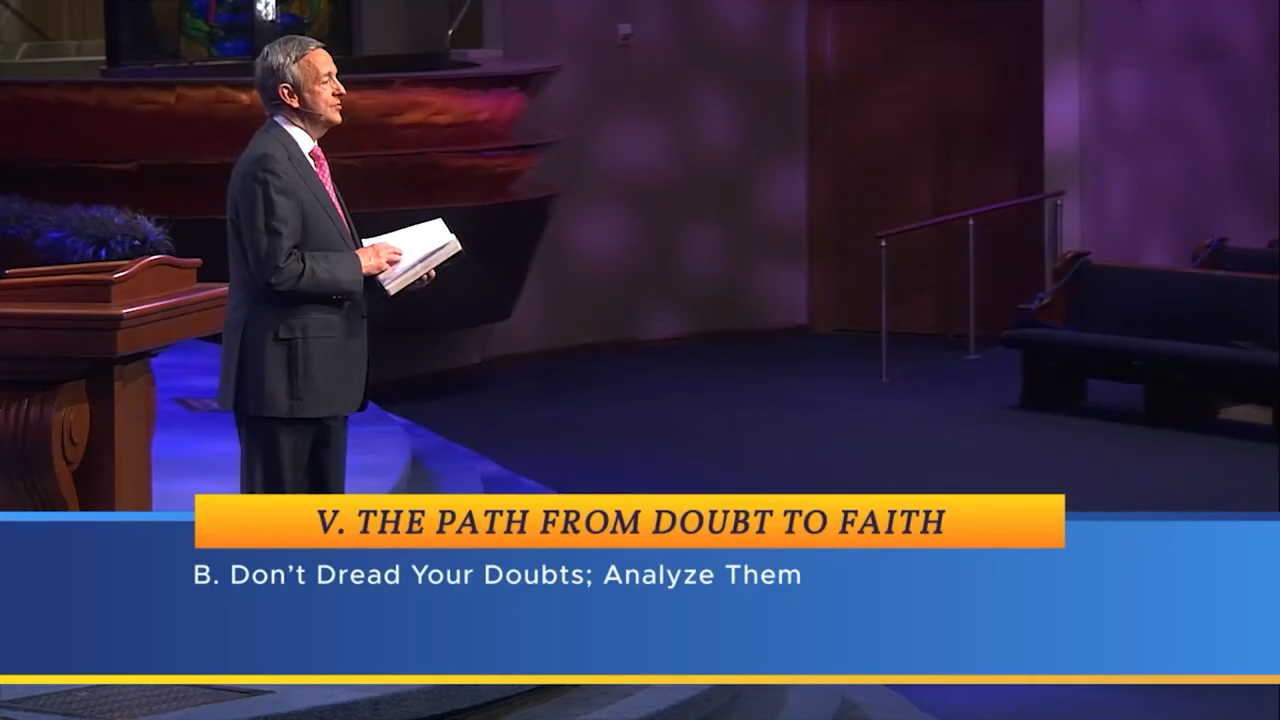 V. THE PATH FROM DOUBT TO FAITH
B. Don’t Dread Your Doubts; Analyze Them